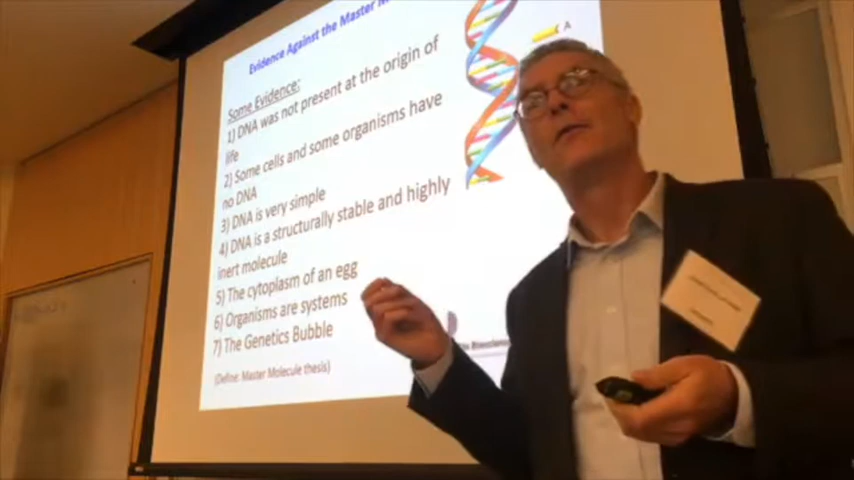 Evidence Against the Master
Some Evidence:
1) DNA was not present at the origin of
life
2) Some cells and some organisms have
no DNA
3) DNA is very simple
4) DNA is a structurally stable and highly
inert molecule
5) The cytoplasm of an egg
6) Organisms are systems
7) The Genetics Bubble
(Define: Master Molecule Thesis)